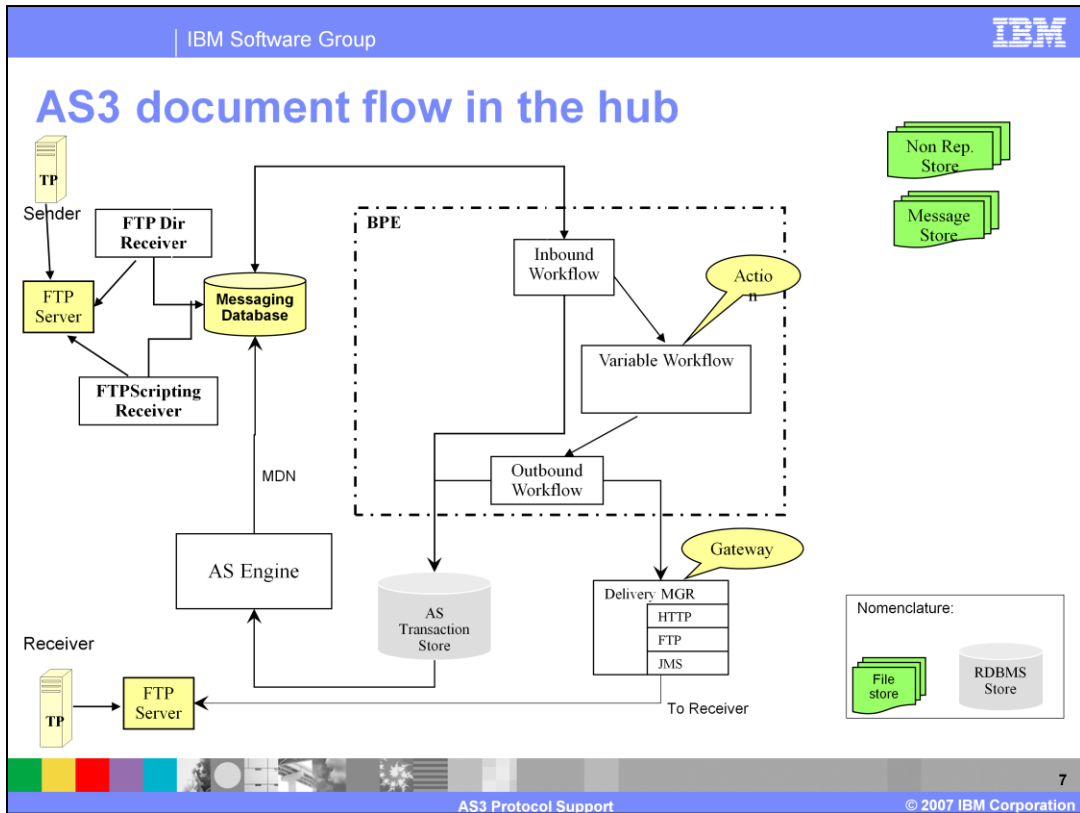 IBM Software Group
IBM
AS3 document flow in the hub
TP
Sender
FTP Dir
Receiver
FTP
Server
Messaging
Database
FTPScripting
Receiver
MDN
AS Engine
BPE
Inbound
Workflow
Actio
n
Variable Workflow
Outbound
Workflow
Gateway
AS
Transaction
Store
Delivery MGR
HTTP
FTP
JMS
To Receiver
Receiver
TP
FTP
Server
Non Rep.
Store
Message
Store
Nomenclature:
File
store
RDBMS
Store
7
AS3 Protocol Support
© 2007 IBM Corporation